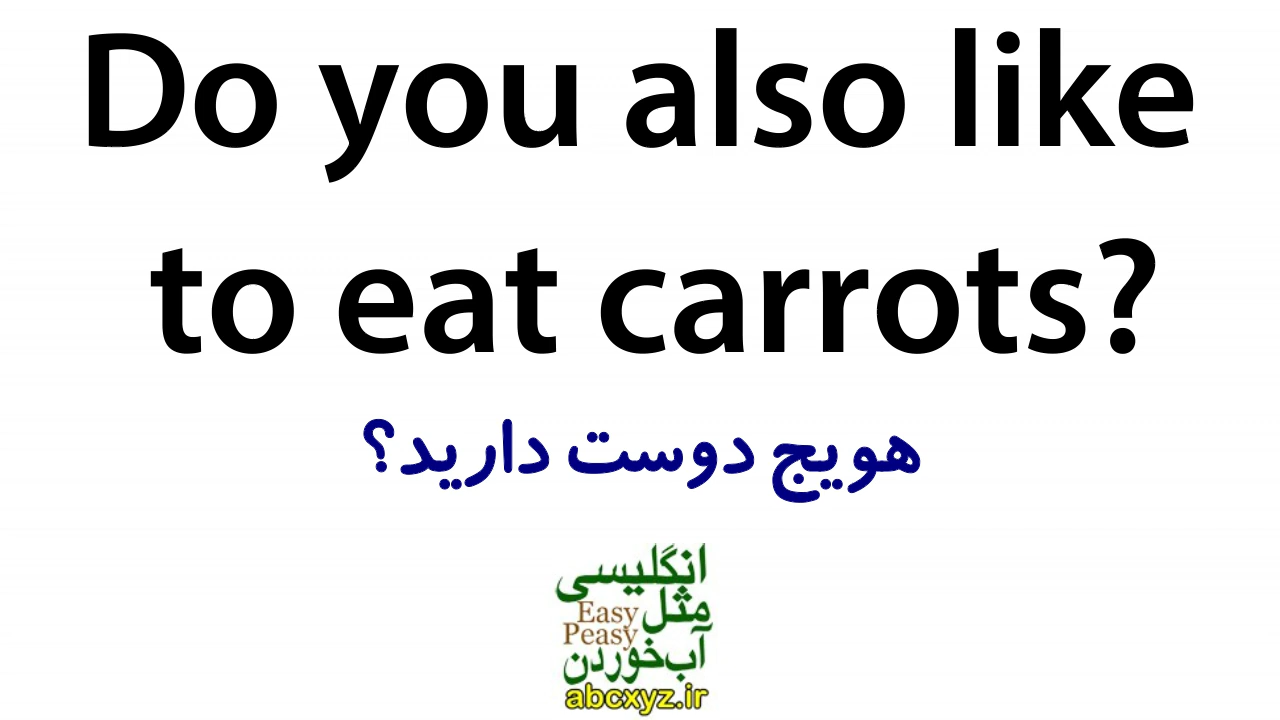 Do you also like
to eat carrots?
هویج دوست دارید؟
انگلیسی
مثل
Easy
Peasy
آب‌خوردن
abcxyz.ir